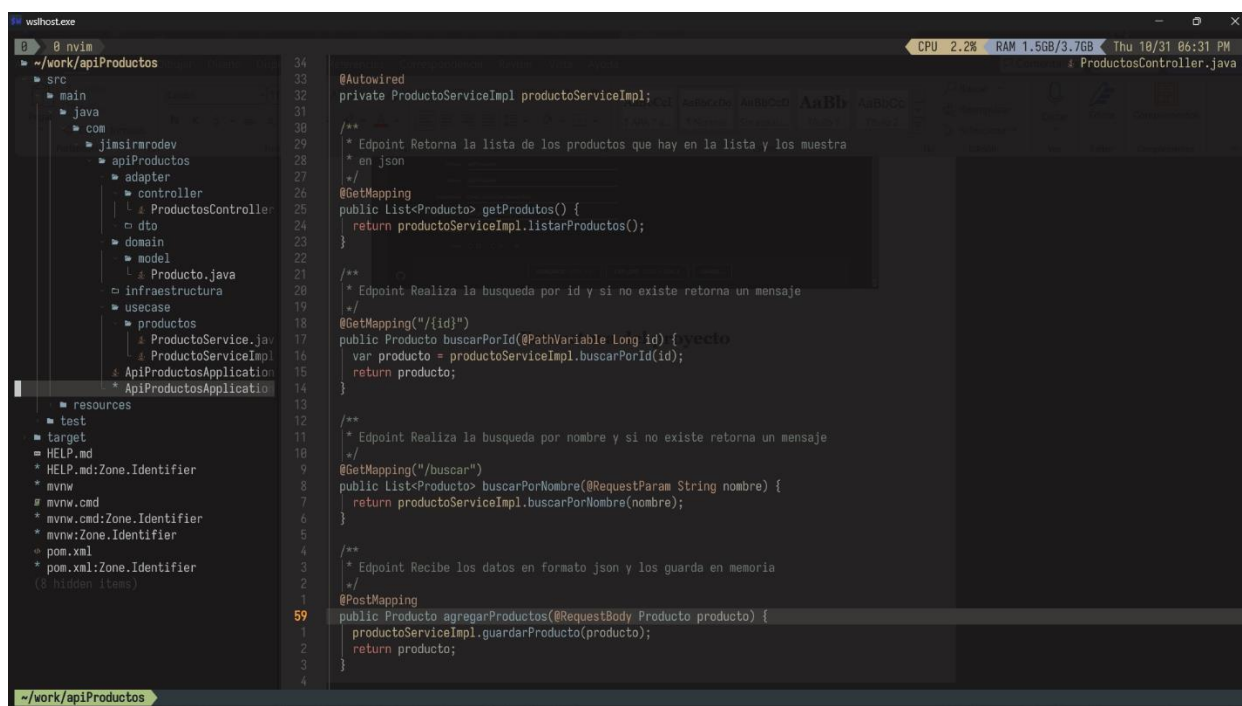 wslhost.exe
0 0 nvim CPU 2.2% RAM 1.5GB/3.7GB Thu 10/31 06:31 PM
ProductosController.java
~/work/apiProductos
src
main
java
com
jimsirmrodev
apiProductos
adapter
controller
ProductosController
dto
domain
model
Producto.java
infraestructura
usecase
productos
ProductoService.jav
ProductoServiceImpl
ApiProductosApplication
* ApiProductosApplicatio
resources
test
target
HELP.md
* HELP.md:Zone.Identifier
* mvnw
mvnw.cmd
* mvnw.cmd:Zone.Identifier
* mvnw:Zone.Identifier
pom.xml
* pom.xml:Zone.Identifier
(8 hidden items)
34
33 @Autowired
32 private ProductoServiceImpl productoServiceImpl;
31
30 /**
29 * Edpoint Retorna la lista de los productos que hay en la lista y los muestra
28 * en json
27 */
26 @GetMapping
25 public List<Producto> getProdutos() {
24 return productoServiceImpl.listarProductos();
23 }
22
21 /**
20 * Edpoint Realiza la busqueda por id y si no existe retorna un mensaje
19 */
18 @GetMapping("/{id}")
17 public Producto buscarPorId(@PathVariable Long id) {
16 var producto = productoServiceImpl.buscarPorId(id);
15 return producto;
14 }
13
12 /**
11 * Edpoint Realiza la busqueda por nombre y si no existe retorna un mensaje
10 */
9 @GetMapping("/buscar")
8 public List<Producto> buscarPorNombre(@RequestParam String nombre) {
7 return productoServiceImpl.buscarPorNombre(nombre);
6 }
5
4 /**
3 * Edpoint Recibe los datos en formato json y los guarda en memoria
2 */
1 @PostMapping
59 public Producto agregarProductos(@RequestBody Producto producto) {
1 productoServiceImpl.guardarProducto(producto);
2 return producto;
3 }
4
~/work/apiProductos